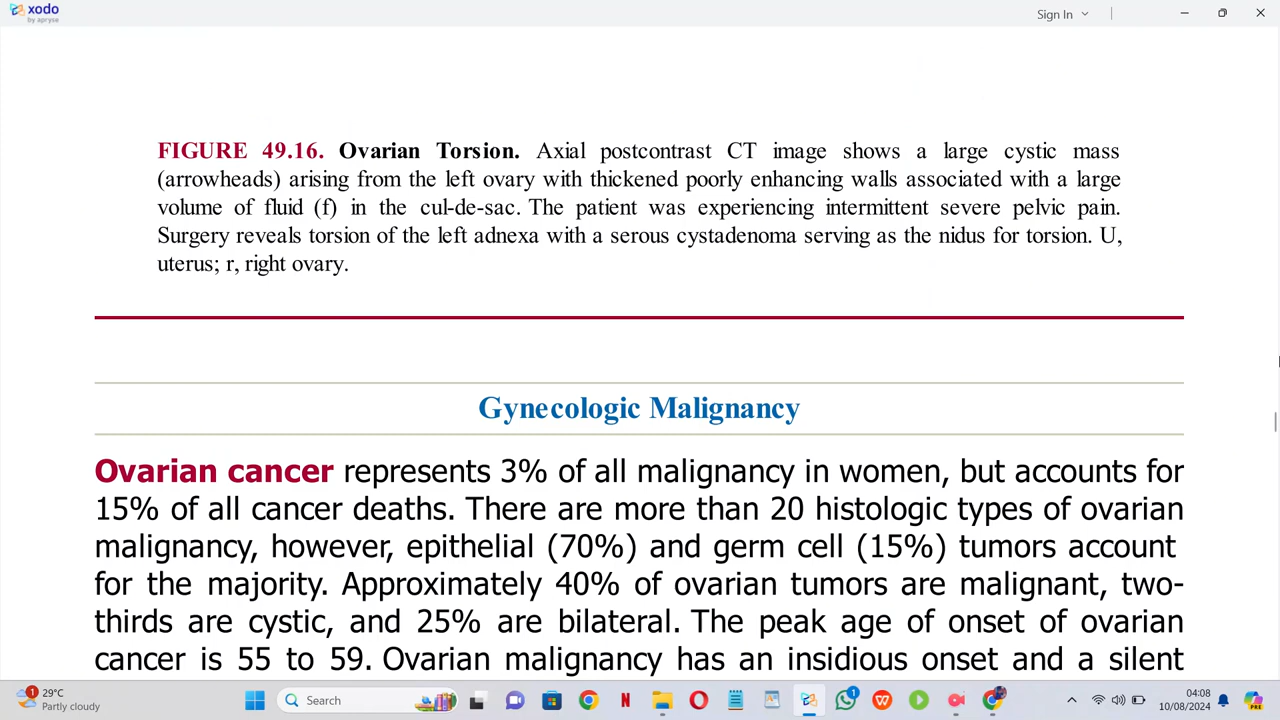 xodo
by apryse
Sign In
FIGURE 49.16. Ovarian Torsion. Axial postcontrast CT image shows a large cystic mass
(arrowheads) arising from the left ovary with thickened poorly enhancing walls associated with a large
volume of fluid (f) in the cul-de-sac. The patient was experiencing intermittent severe pelvic pain.
Surgery reveals torsion of the left adnexa with a serous cystadenoma serving as the nidus for torsion. U,
uterus; r, right ovary.
Gynecologic Malignancy
Ovarian cancer represents 3% of all malignancy in women, but accounts for
15% of all cancer deaths. There are more than 20 histologic types of ovarian
malignancy, however, epithelial (70%) and germ cell (15%) tumors account
for the majority. Approximately 40% of ovarian tumors are malignant, two-
thirds are cystic, and 25% are bilateral. The peak age of onset of ovarian
cancer is 55 to 59. Ovarian malignancy has an insidious onset and a silent
1
29°C
Partly cloudy
Search
N
1
W
04:08
10/08/2024
PRE